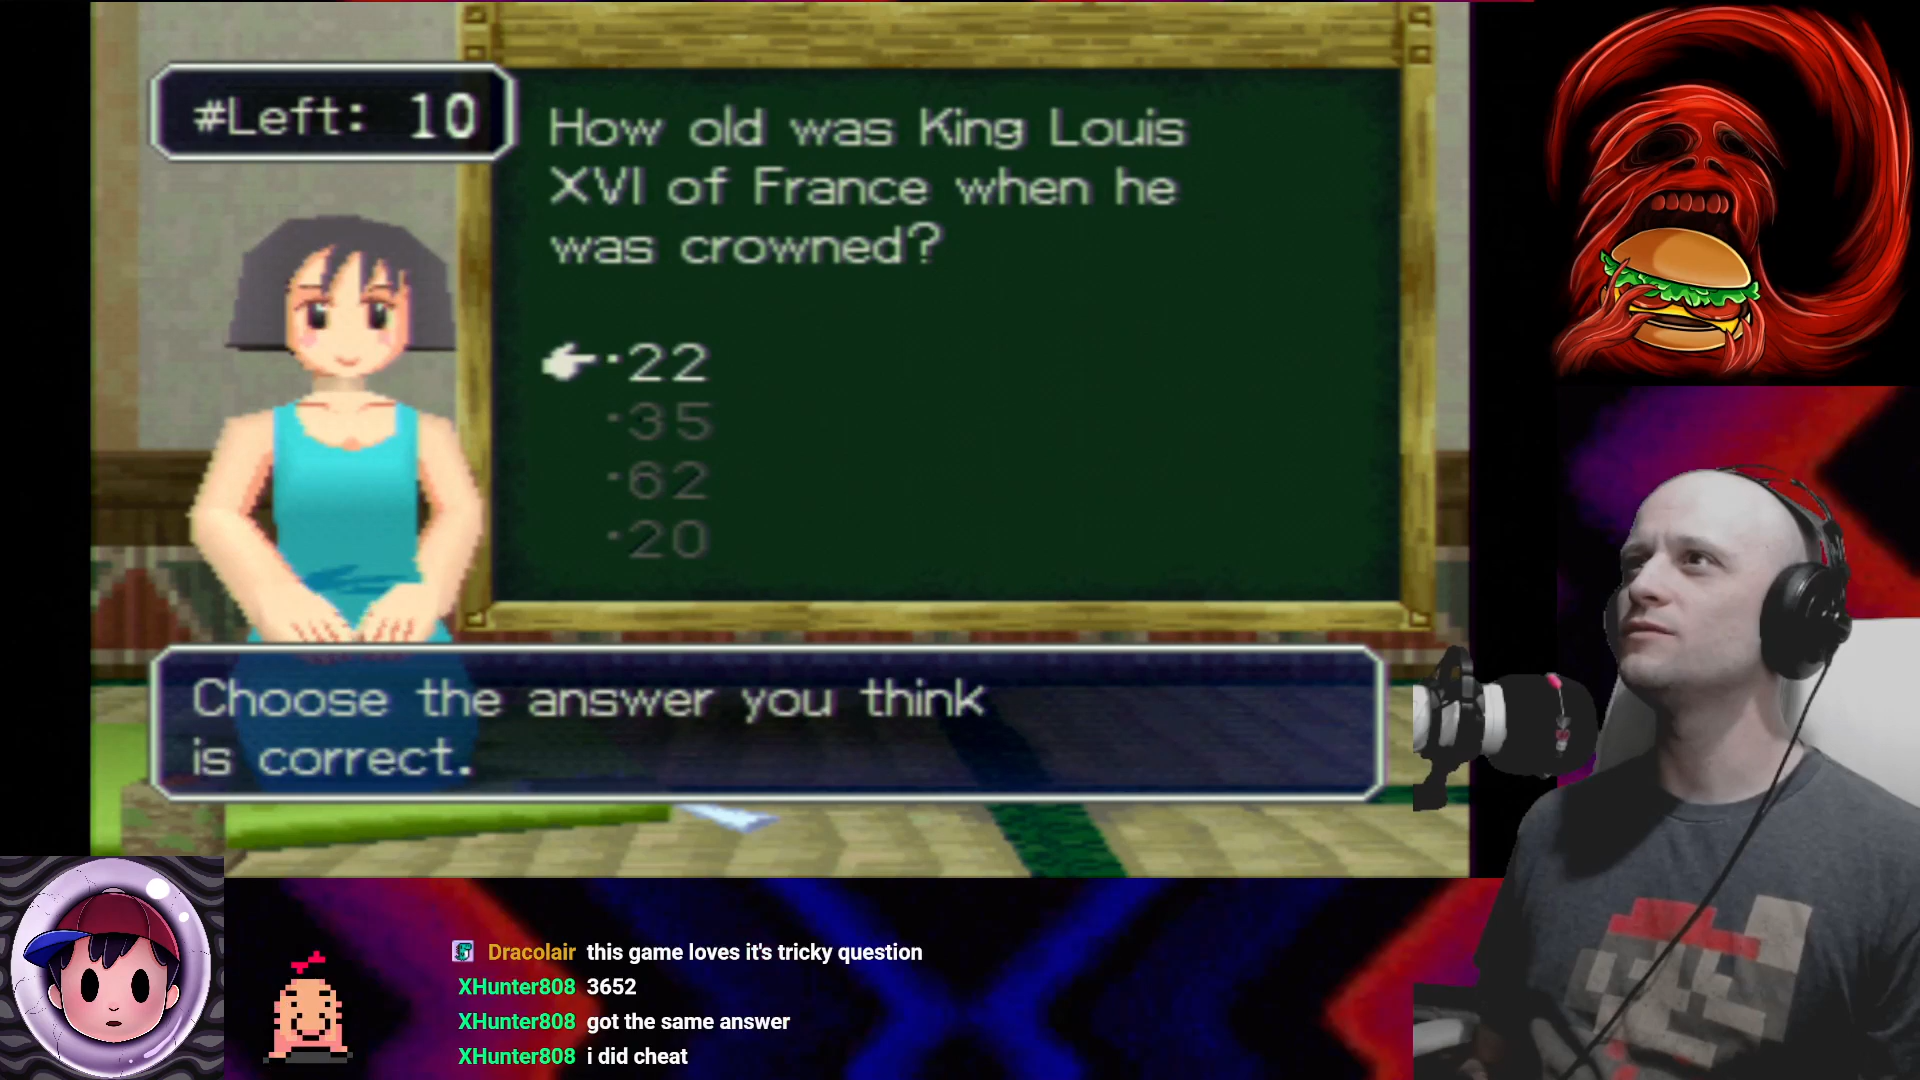 #Left: 10
How old was King Louis
XVI of France when he
was crowned?
·22
·35
·62
·20
Choose the answer you think
is correct.
Dracolair this game loves it's tricky question
XHunter808 3652
XHunter808 got the same answer
XHunter808 i did cheat